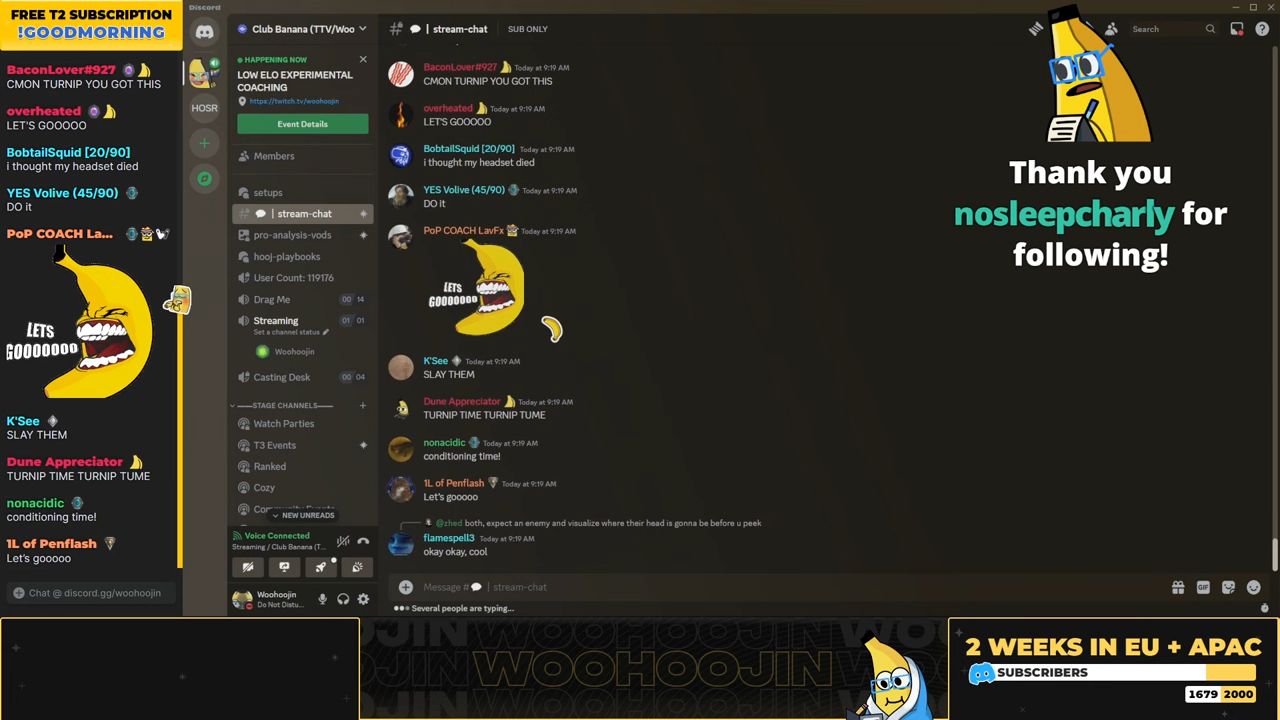 FREE T2 SUBSCRIPTION
!GOODMORNING
BaconLover#927
CMON TURNIP YOU GOT THIS
overheated
LET'S GOOOOO
BobtailSquid [20/90]
i thought my headset died
YES Volive (45/90)
DO it
PoP COACH La...
LETS
GOOOOOOO
K'See
SLAY THEM
Dune Appreciator
TURNIP TIME TURNIP TUME
nonacidic
conditioning time!
1L of Penflash
Let's gooooo
Chat @ discord.gg/woohoojin
Discord
HOSR
Club Banana (TTV/Woo
HAPPENING NOW
LOW ELO EXPERIMENTAL
COACHING
https://twitch.tv/woohoojin
Event Details
Members
setups
stream-chat
pro-analysis-vods
hooj-playbooks
User Count: 119176
Drag Me 00 14
Streaming 01 01
Set a channel status
Woohoojin
Casting Desk 00 04
STAGE CHANNELS
Watch Parties
T3 Events
Ranked
Cozy
NEW UNREADS
Voice Connected
Streaming / Club Banana (T...
Woohoojin
Do Not Distu...
stream-chat SUB ONLY
Search
BaconLover#927 Today at 9:19 AM
CMON TURNIP YOU GOT THIS
overheated Today at 9:19 AM
LET'S GOOOOO
BobtailSquid [20/90] Today at 9:19 AM
i thought my headset died
YES Volive (45/90) Today at 9:19 AM
DO it
PoP COACH LavFx Today at 9:19 AM
LETS
GOOOOOOO
K'See Today at 9:19 AM
SLAY THEM
Dune Appreciator Today at 9:19 AM
TURNIP TIME TURNIP TUME
nonacidic Today at 9:19 AM
conditioning time!
1L of Penflash Today at 9:19 AM
Let's gooooo
@zhed both, expect an enemy and visualize where their head is gonna be before u peek
flamespell3 Today at 9:19 AM
okay okay, cool
Message # | stream-chat
GIF
Several people are typing...
Thank you
nosleepcharly for
following!
WOOHOOJIN
2 WEEKS IN EU + APAC
SUBSCRIBERS
1679 2000